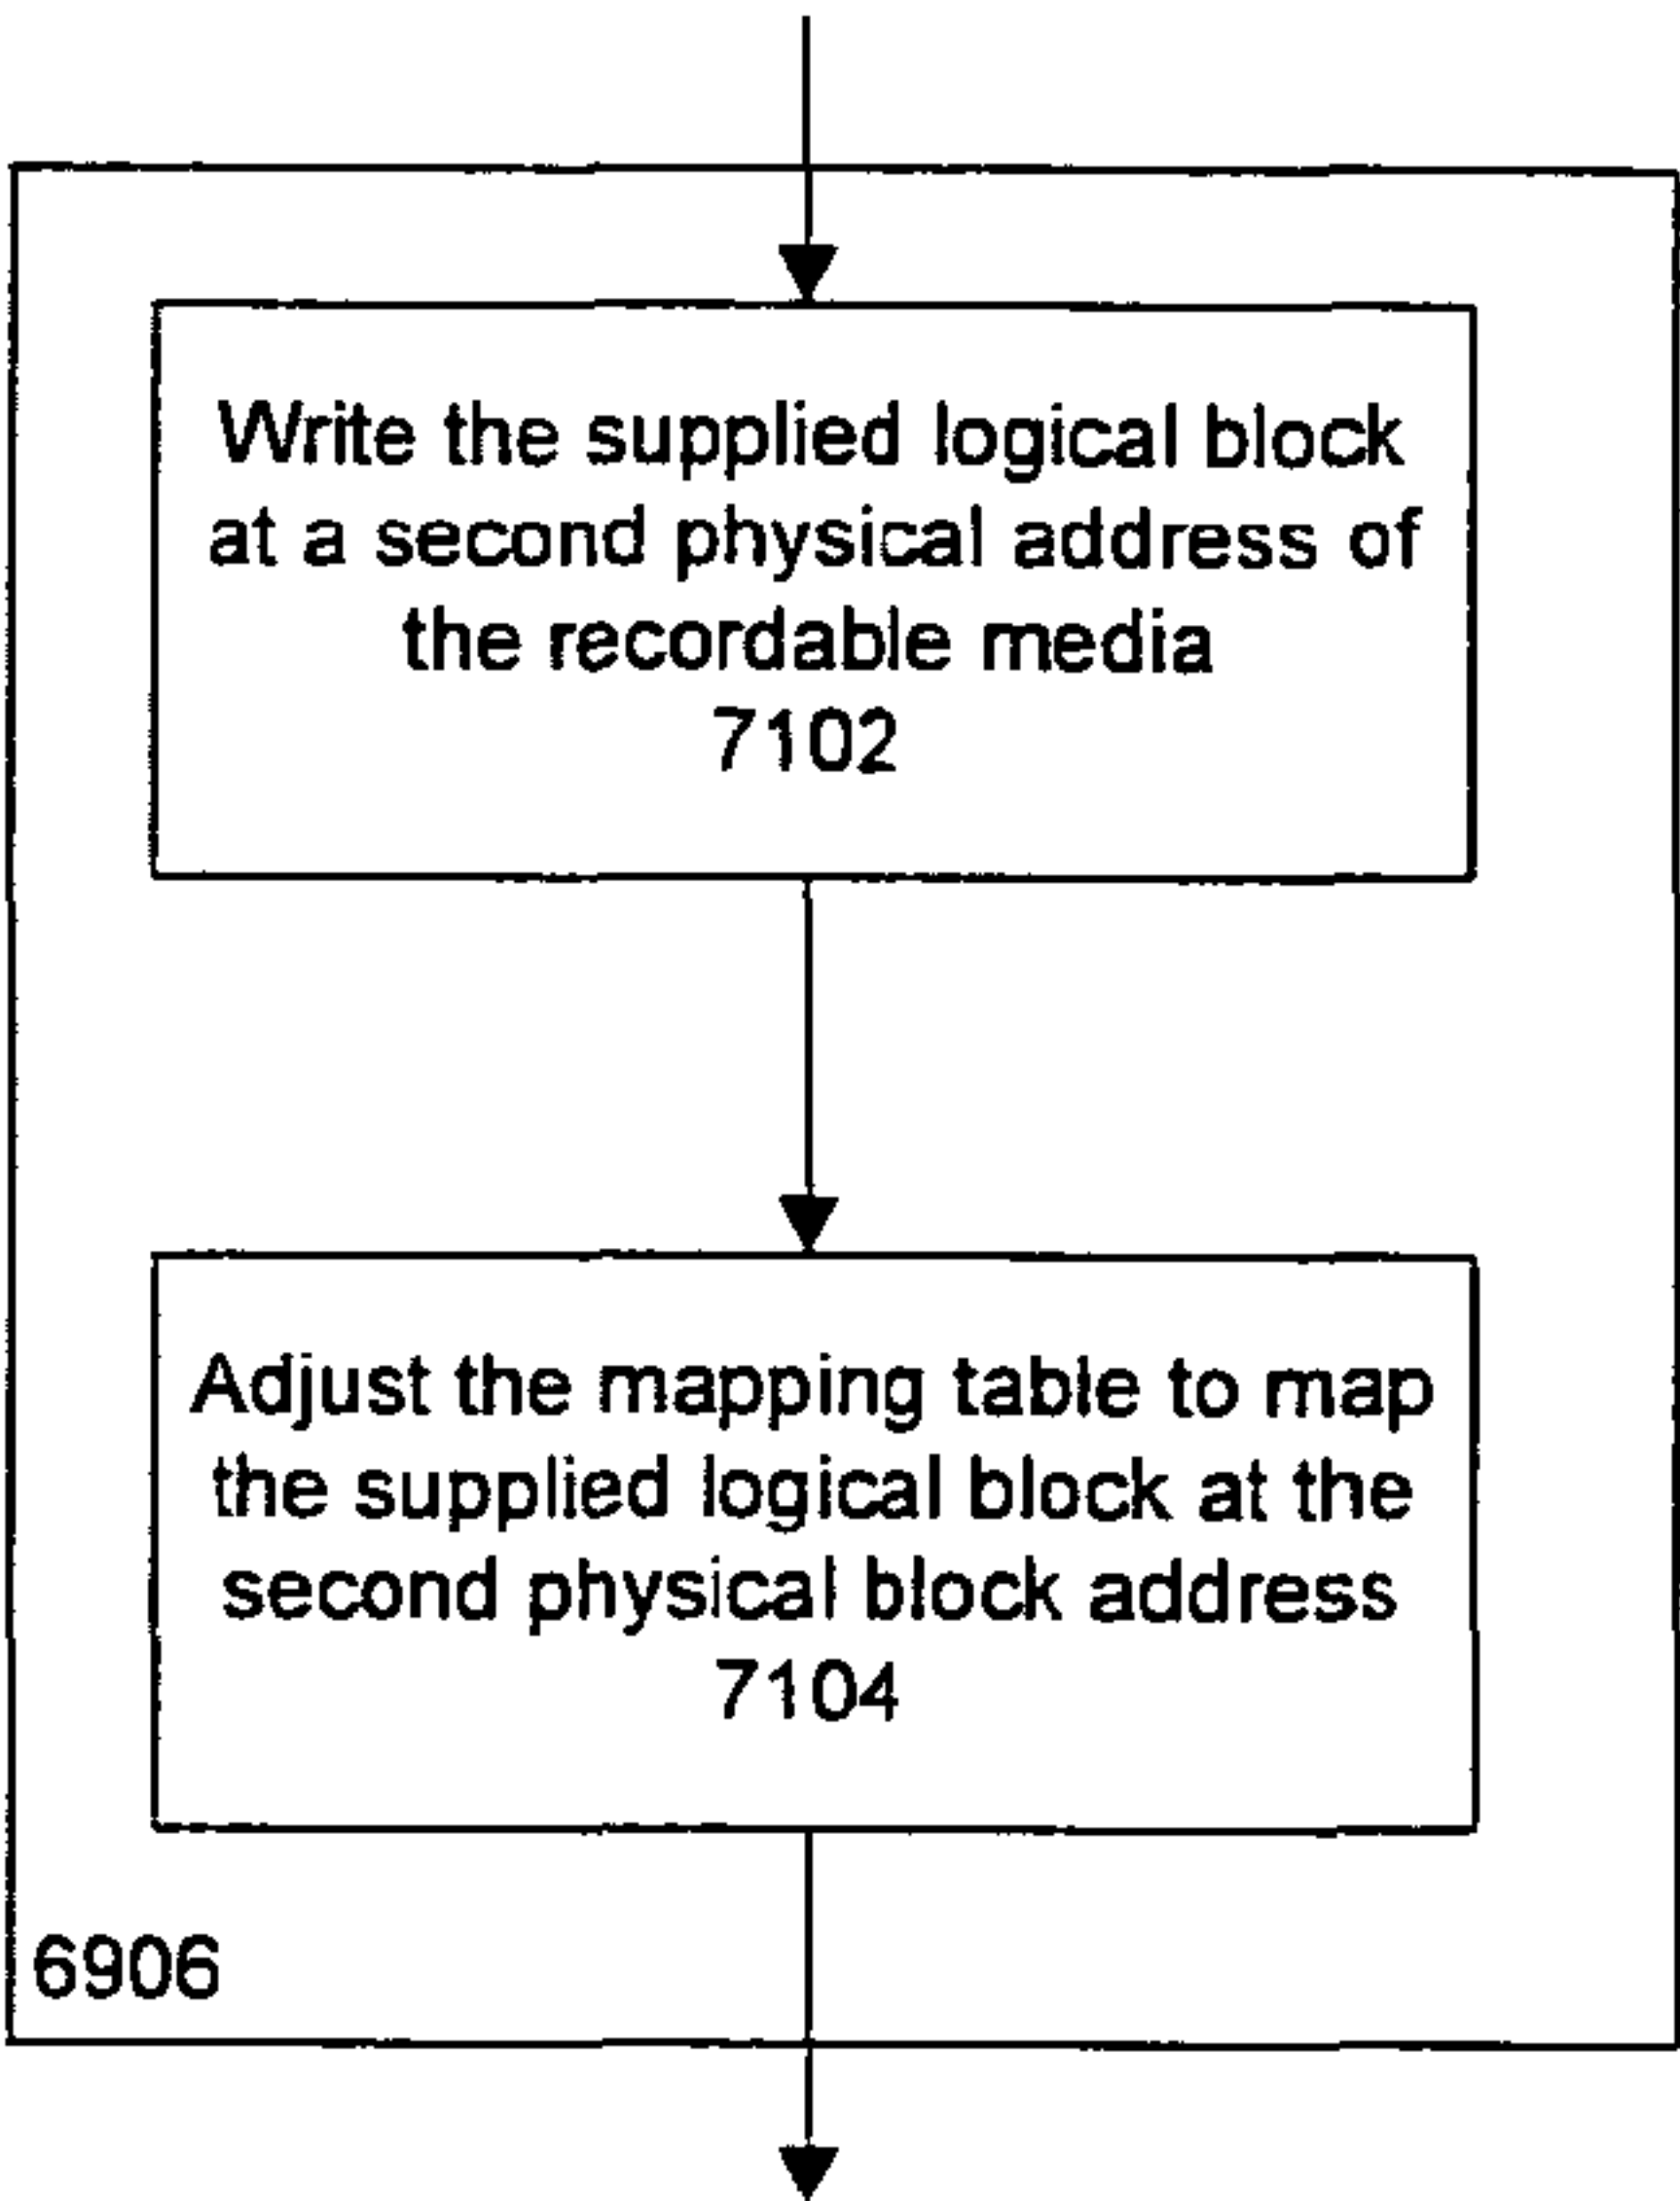 Write the supplied logical block
at a second physical address of
the recordable media
7102
Adjust the mapping table to map
the supplied logical block at the
second physical block address
7104
6906